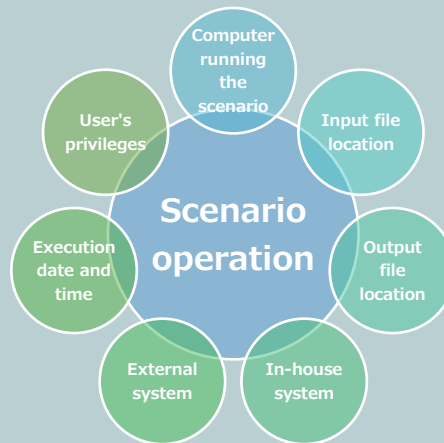 Computer
running
the
scenario
Input file
location
Output
file
location
In-house
system
External
system
Execution
date and
time
User's
privileges
Scenario
operation